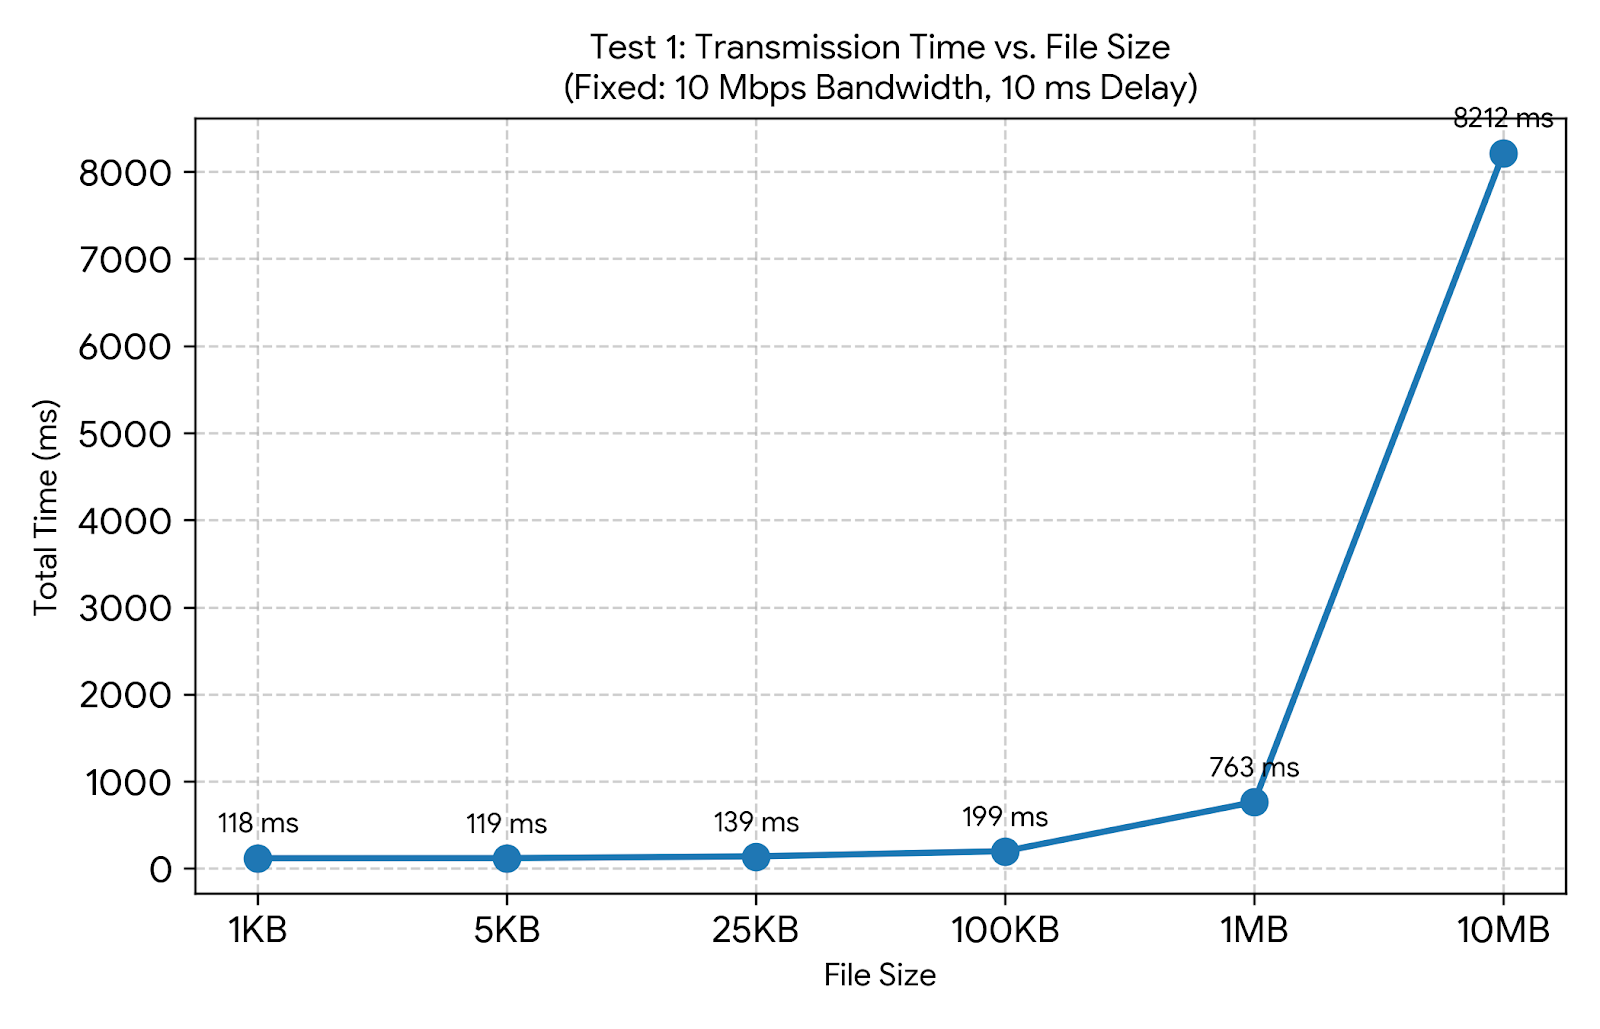 Test 1: Transmission Time vs. File Size
(Fixed: 10 Mbps Bandwidth, 10 ms Delay)
8212 ms
8000
7000
6000
5000
4000
3000
2000
1000
0
Total Time (ms)
763 ms
118 ms
119 ms
139 ms
199 ms
1KB
5KB
25KB
100KB
1MB
10MB
File Size